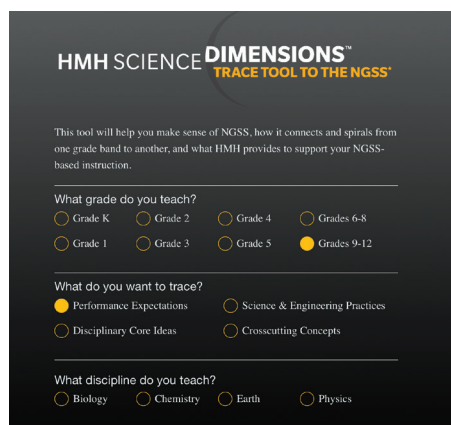 HMH SCIENCE DIMENSIONS™
TRACE TOOL TO THE NGSS*
This tool will help you make sense of NGSS, how it connects and spirals from
one grade band to another, and what HMH provides to support your NGSS-
based instruction.
What grade do you teach?
Grade K Grade 2 Grade 4 Grades 6-8
Grade 1 Grade 3 Grade 5 Grades 9-12
What do you want to trace?
Performance Expectations Science & Engineering Practices
Disciplinary Core Ideas Crosscutting Concepts
What discipline do you teach?
Biology Chemistry Earth Physics